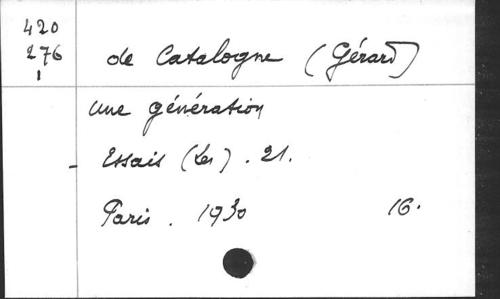 420
276
1
de Catalogne (Gérard)
une génération
- Essais (Les). 21.
Paris. 1930 16.